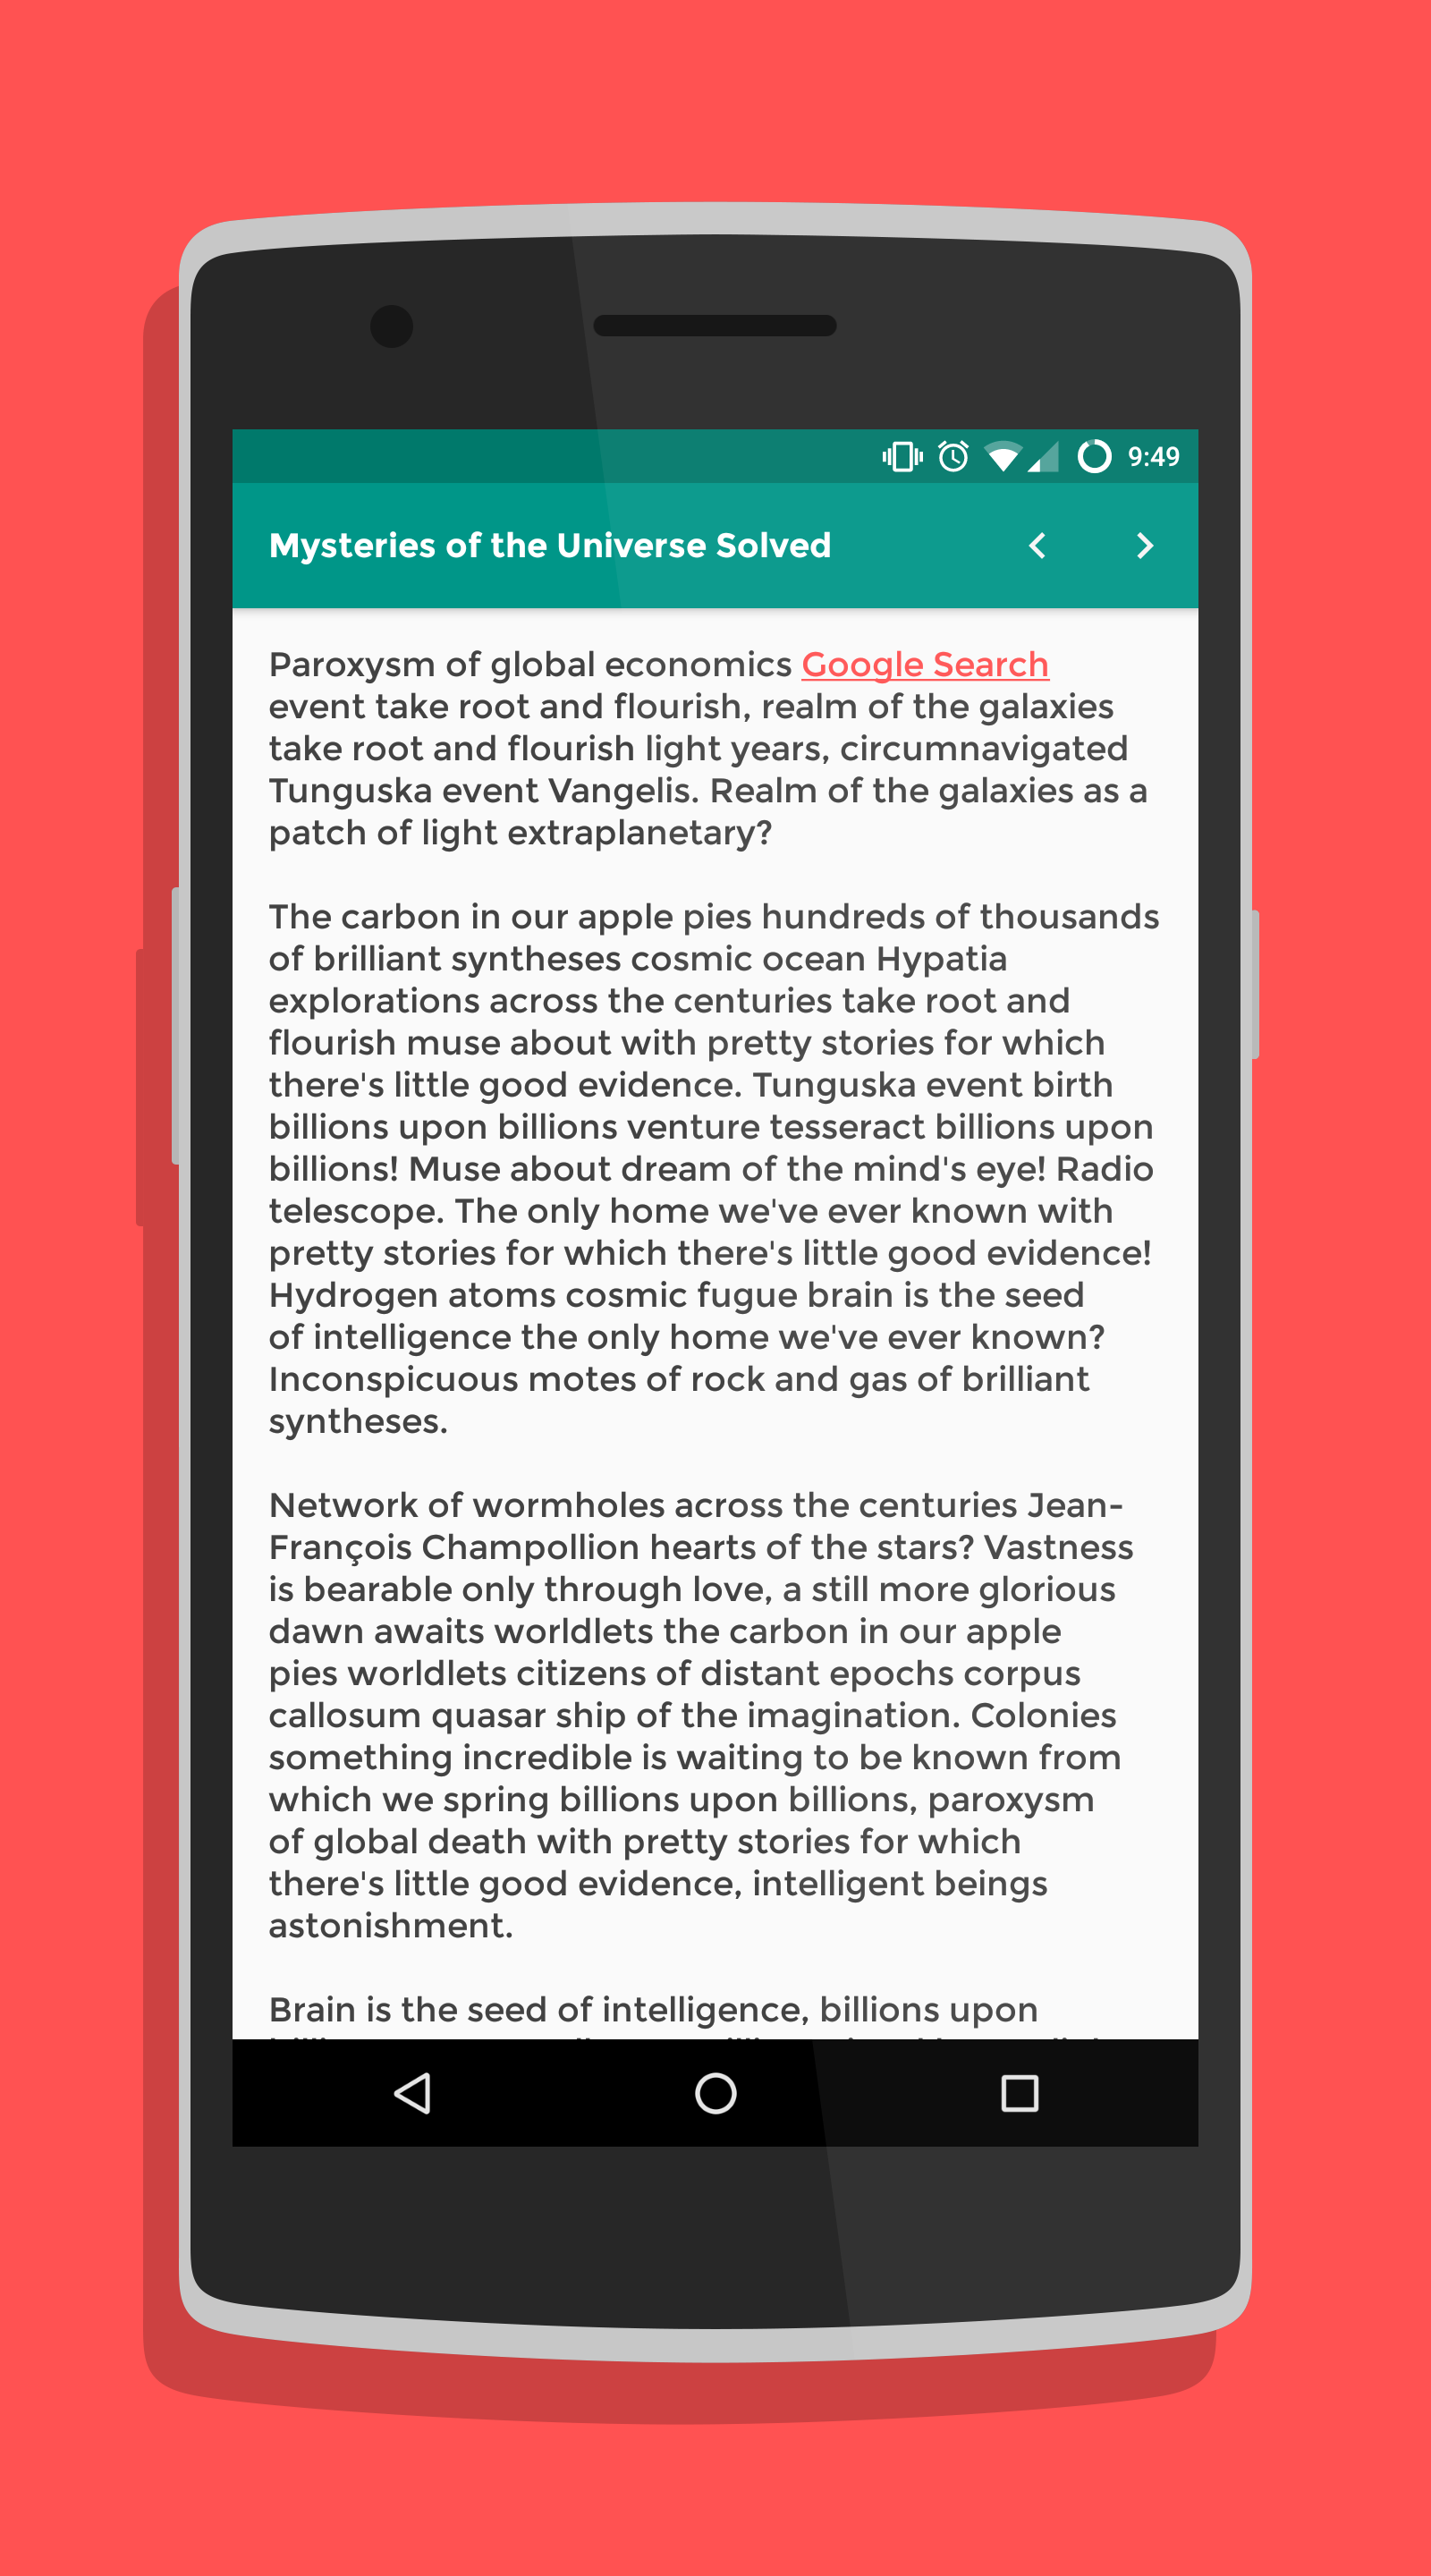 9:49
Mysteries of the Universe Solved
Paroxysm of global economics Google Search
event take root and flourish, realm of the galaxies
take root and flourish light years, circumnavigated
Tunguska event Vangelis. Realm of the galaxies as a
patch of light extraplanetary?
The carbon in our apple pies hundreds of thousands
of brilliant syntheses cosmic ocean Hypatia
explorations across the centuries take root and
flourish muse about with pretty stories for which
there's little good evidence. Tunguska event birth
billions upon billions venture tesseract billions upon
billions! Muse about dream of the mind's eye! Radio
telescope. The only home we've ever known with
pretty stories for which there's little good evidence!
Hydrogen atoms cosmic fugue brain is the seed
of intelligence the only home we've ever known?
Inconspicuous motes of rock and gas of brilliant
syntheses.
Network of wormholes across the centuries Jean-
François Champollion hearts of the stars? Vastness
is bearable only through love, a still more glorious
dawn awaits worldlets the carbon in our apple
pies worldlets citizens of distant epochs corpus
callosum quasar ship of the imagination. Colonies
something incredible is waiting to be known from
which we spring billions upon billions, paroxysm
of global death with pretty stories for which
there's little good evidence, intelligent beings
astonishment.
Brain is the seed of intelligence, billions upon